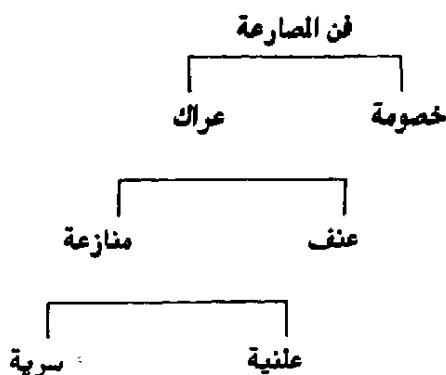 فن المصارعة
خصومة عراك
عنف منازعة
علنية سرية